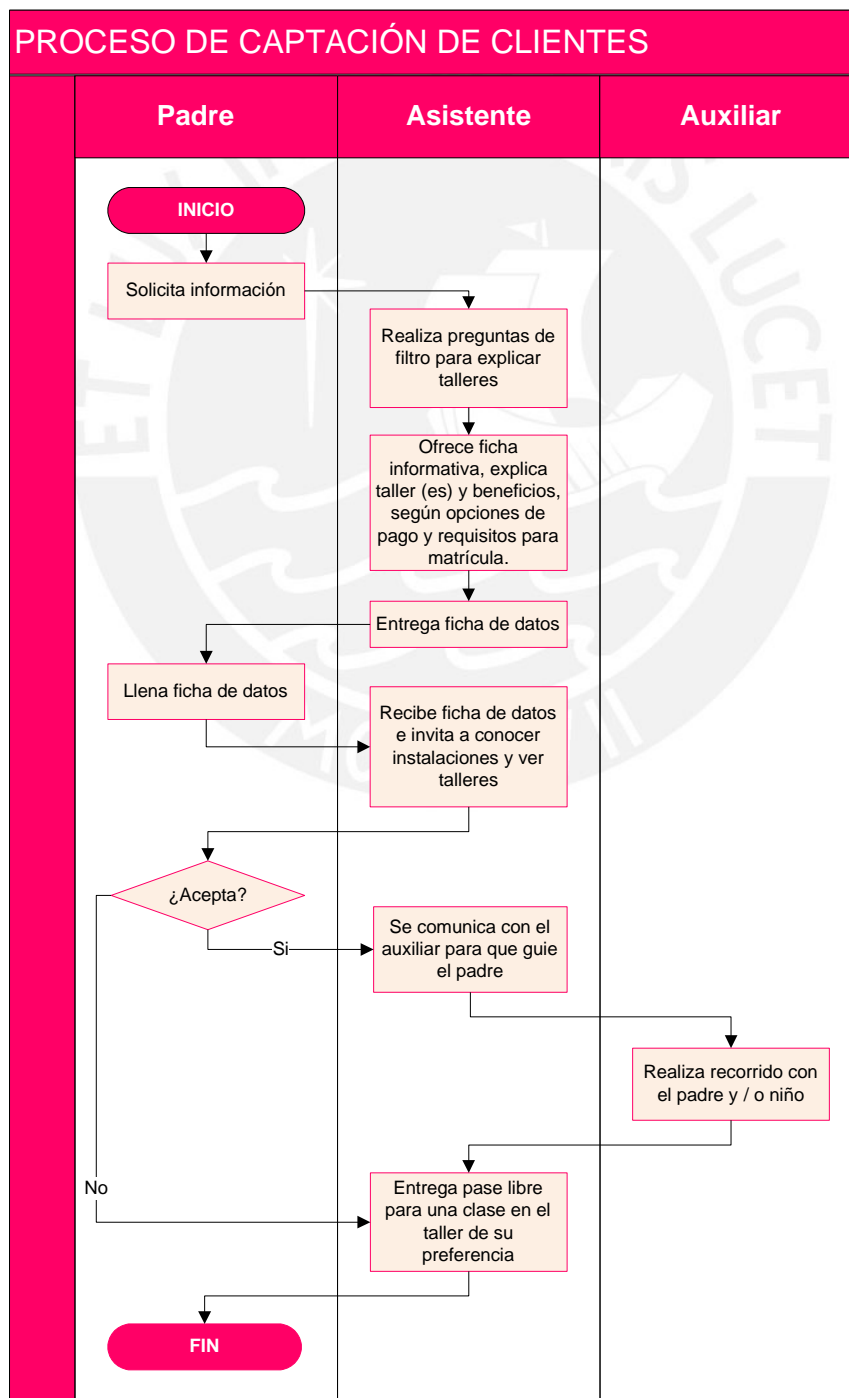 PROCESO DE CAPTACIÓN DE CLIENTES
Padre
Asistente
Auxiliar
INICIO
Solicita información
Realiza preguntas de
filtro para explicar
talleres
Ofrece ficha
informativa, explica
taller (es) y beneficios,
según opciones de
pago y requisitos para
matrícula.
Entrega ficha de datos
Llena ficha de datos
Recibe ficha de datos
e invita a conocer
instalaciones y ver
talleres
¿Acepta?
Si
Se comunica con el
auxiliar para que guie
el padre
Realiza recorrido con
el padre y / o niño
No
Entrega pase libre
para una clase en el
taller de su
preferencia
FIN